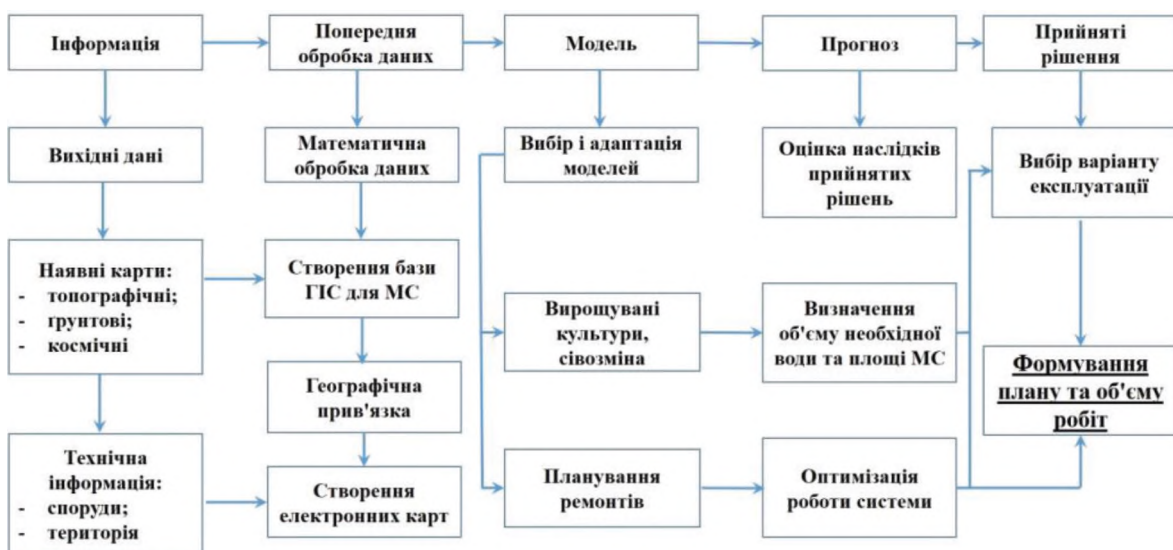 Інформація
Попередня
обробка даних
Модель
Прогноз
Прийняті
рішення
Вихідні дані
Математична
обробка даних
Вибір і адаптація
моделей
Оцінка наслідків
прийнятих
рішень
Вибір варіанту
експлуатації
Наявні карти:
- топографічні;
- ґрунтові;
- космічні
Створення бази
ГІС для МС
Вирощувані
культури,
сівозміна
Визначення
об'єму необхідної
води та площі МС
Формування
плану та об'єму
робіт
Географічна
прив'язка
Технічна
інформація:
- споруди;
- територія
Створення
електронних карт
Планування
ремонтів
Оптимізація
роботи системи